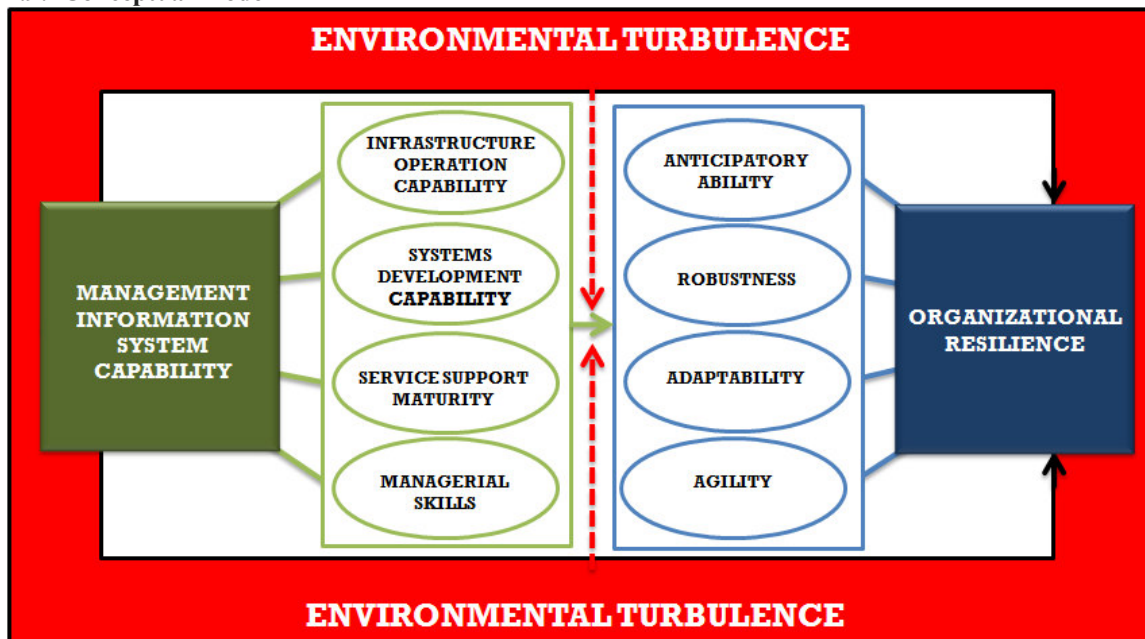 ENVIRONMENTAL TURBULENCE
MANAGEMENT
INFORMATION
SYSTEM
CAPABILITY
INFRASTRUCTURE
OPERATION
CAPABILITY
SYSTEMS
DEVELOPMENT
CAPABILITY
SERVICE SUPPORT
MATURITY
MANAGERIAL
SKILLS
ANTICIPATORY
ABILITY
ROBUSTNESS
ADAPTABILITY
AGILITY
ORGANIZATIONAL
RESILIENCE
ENVIRONMENTAL TURBULENCE